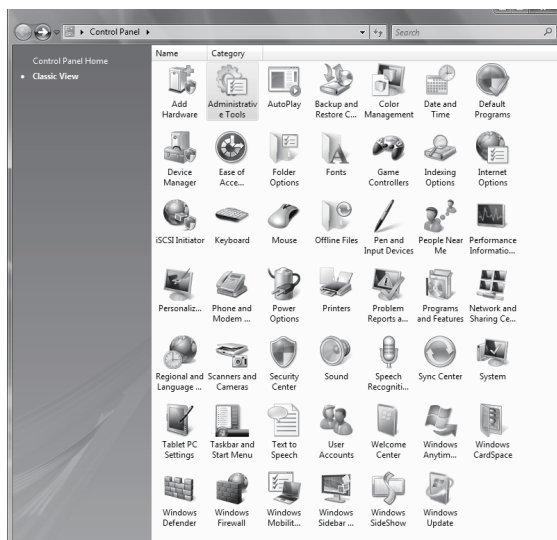 Control Panel
Search
Control Panel Home
Classic View
Name Category
Add Hardware
Administrativ
e Tools
AutoPlay
Backup and
Restore C...
Color
Management
Date and
Time
Default
Programs
Device
Manager
Ease of
Acce...
Folder
Options
Fonts
Game
Controllers
Indexing
Options
Internet
Options
iSCSI Initiator
Keyboard
Mouse
Offline Files
Pen and
Input Devices
People Near
Me
Performance
Informatio...
Personaliz...
Phone and
Modem ...
Power
Options
Printers
Problem
Reports a...
Programs
and Features
Network and
Sharing Ce...
Regional and
Language ...
Scanners and
Cameras
Security
Center
Sound
Speech
Recogniti...
Sync Center
System
Tablet PC
Settings
Taskbar and
Start Menu
Text to
Speech
User
Accounts
Welcome
Center
Windows
Anytim...
Windows
CardSpace
Windows
Defender
Windows
Firewall
Windows
Mobilit...
Windows
Sidebar ...
Windows
SideShow
Windows
Update